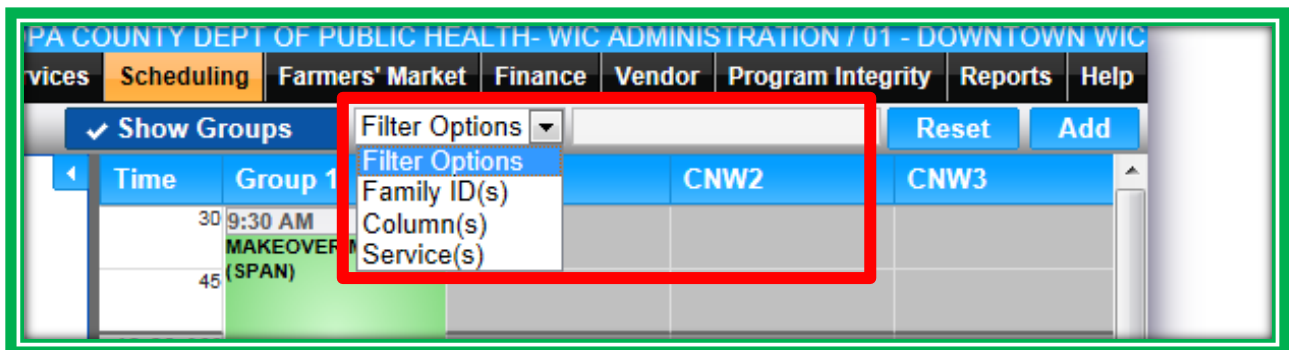 PA COUNTY DEPT OF PUBLIC HEALTH- WIC ADMINISTRATION / 01 - DOWNTOWN WIC
vices Scheduling Farmers' Market Finance Vendor Program Integrity Reports Help
✓ Show Groups Filter Options Reset Add
Time Group 1 CNW2 CNW3
Filter Options
Family ID(s)
Column(s)
Service(s)
30 9:30 AM
MAKEOVER
45 (SPAN)